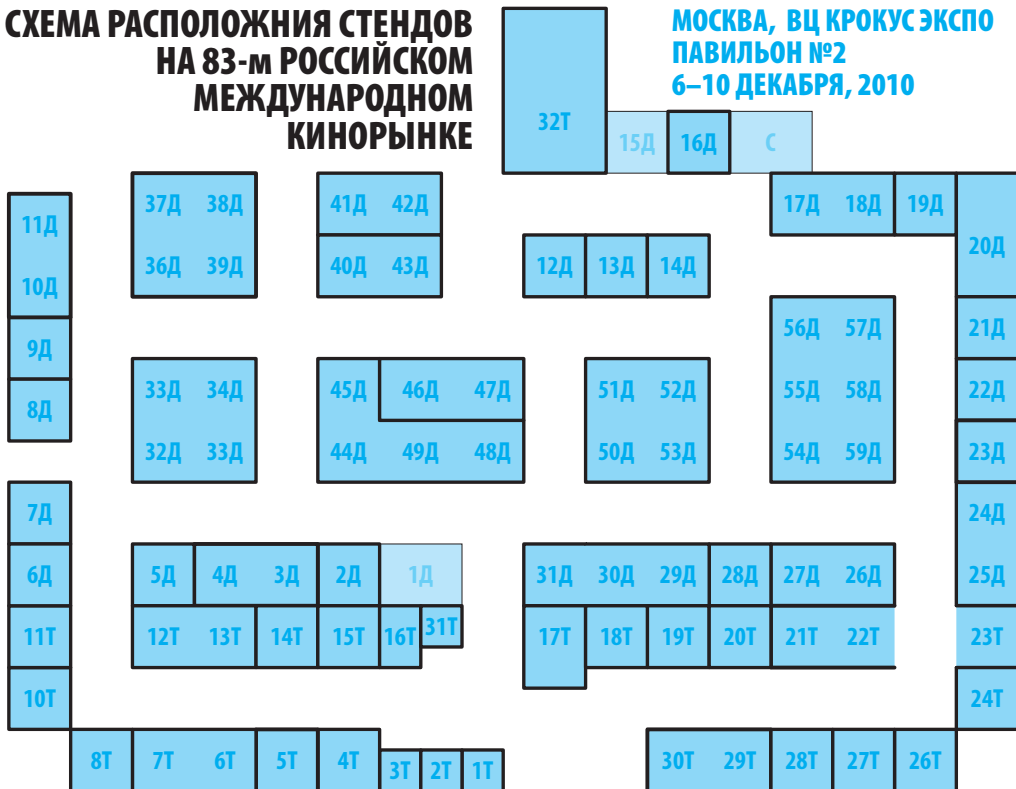 СХЕМА РАСПОЛОЖНИЯ СТЕНДОВ
НА 83-м РОССИЙСКОМ
МЕЖДУНАРОДНОМ
КИНОРЫНКЕ
МОСКВА, ВЦ КРОКУС ЭКСПО
ПАВИЛЬОН №2
6–10 ДЕКАБРЯ, 2010
32Т
15Д 16Д С
37Д 38Д 41Д 42Д 17Д 18Д 19Д
11Д
20Д
36Д 39Д 40Д 43Д 12Д 13Д 14Д
10Д
56Д 57Д 21Д
9Д
33Д 34Д 45Д 46Д 47Д 51Д 52Д 55Д 58Д 22Д
8Д
32Д 33Д 44Д 49Д 48Д 50Д 53Д 54Д 59Д 23Д
7Д 24Д
6Д 5Д 4Д 3Д 2Д 1Д 31Д 30Д 29Д 28Д 27Д 26Д 25Д
11Т 12Т 13Т 14Т 15Т 16Т 31Т 17Т 18Т 19Т 20Т 21Т 22Т 23Т
10Т 24Т
8Т 7Т 6Т 5Т 4Т 3Т 2Т 1Т 30Т 29Т 28Т 27Т 26Т